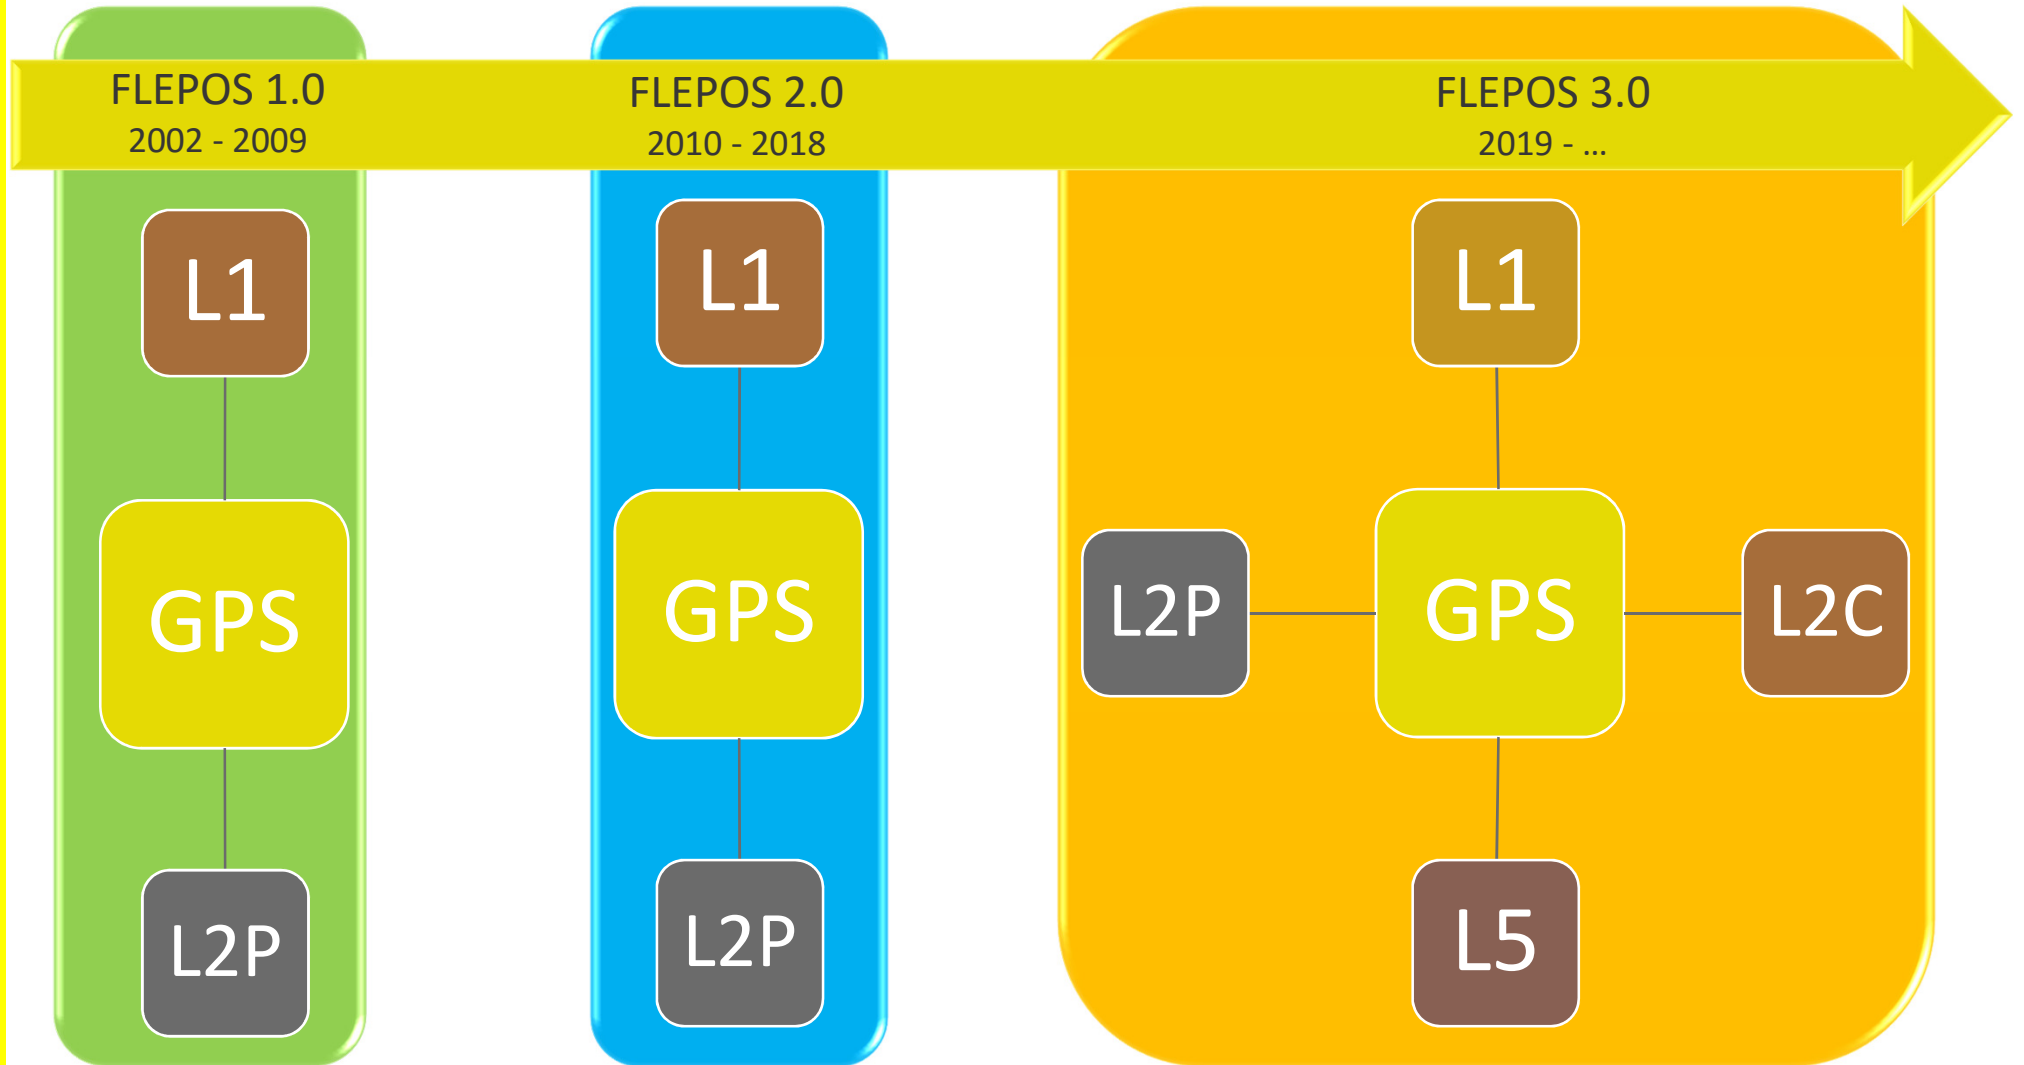 FLEPOS 1.0
2002 - 2009
L1
GPS
L2P
FLEPOS 2.0
2010 - 2018
L1
GPS
L2P
FLEPOS 3.0
2019 - ...
L1
L2P
GPS
L2C
L5